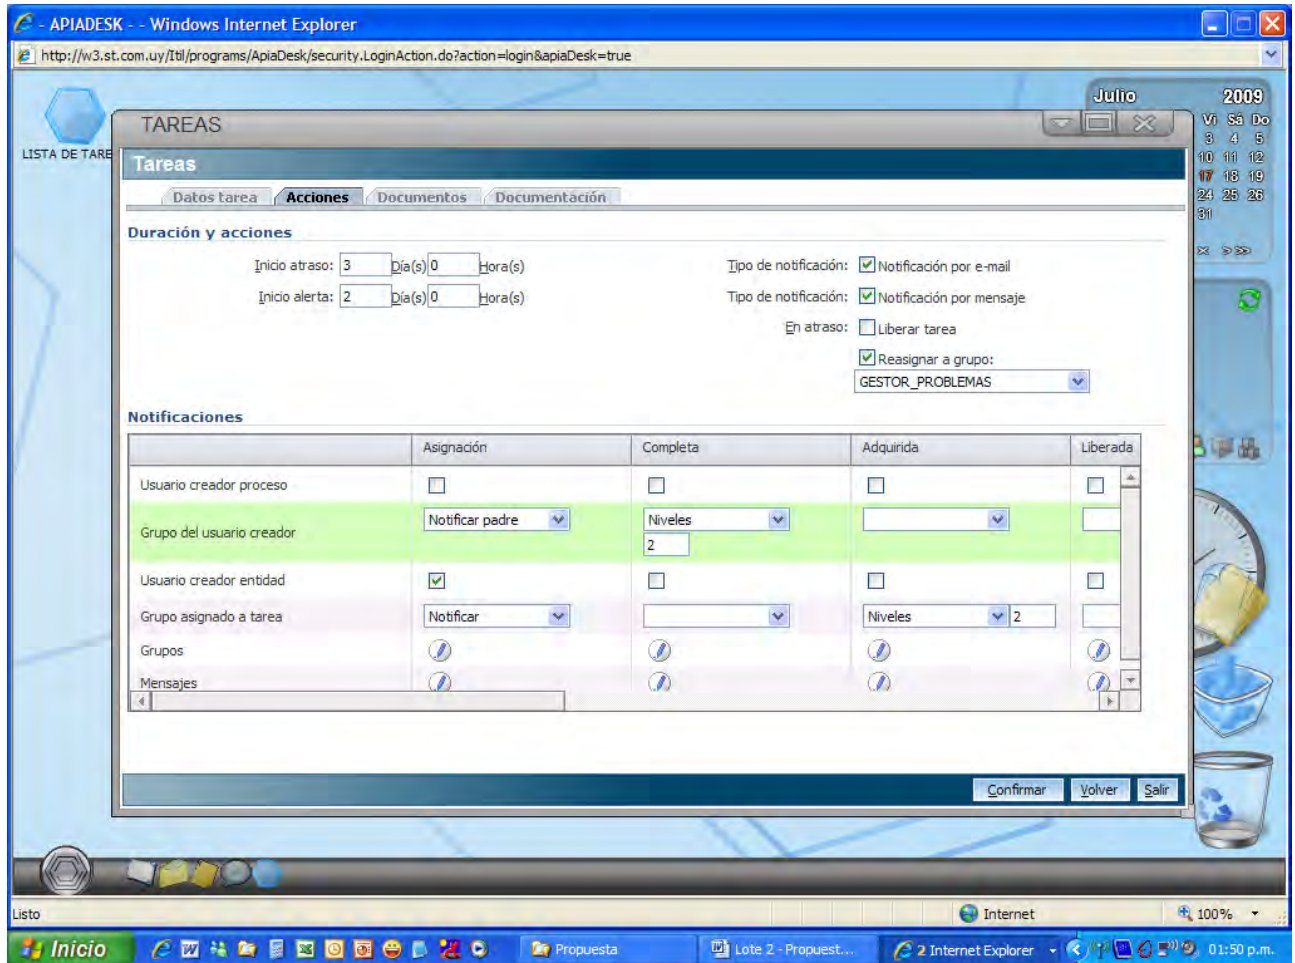 - APIADESK - - Windows Internet Explorer
http://w3.st.com.uy/Itil/programs/ApiaDesk/security.LoginAction.do?action=login&apiaDesk=true
Julio 2009
Vi Sá Do
3 4 5
10 11 12
17 18 19
24 25 26
31
LISTA DE TARE
TAREAS
Tareas
Datos tarea Acciones Documentos Documentación
Duración y acciones
Inicio atraso: 3 Día(s) 0 Hora(s) Tipo de notificación: Notificación por e-mail
Inicio alerta: 2 Día(s) 0 Hora(s) Tipo de notificación: Notificación por mensaje
En atraso: Liberar tarea
Reasignar a grupo:
GESTOR_PROBLEMAS
Notificaciones
Asignación Completa Adquirida Liberada
Usuario creador proceso
Grupo del usuario creador Notificar padre Niveles
2
Usuario creador entidad
Grupo asignado a tarea Notificar Niveles 2
Grupos
Mensajes
Confirmar Volver Salir
Listo Internet 100%
Inicio Propuesta Lote 2 - Propuest... 2 Internet Explorer 01:50 p.m.